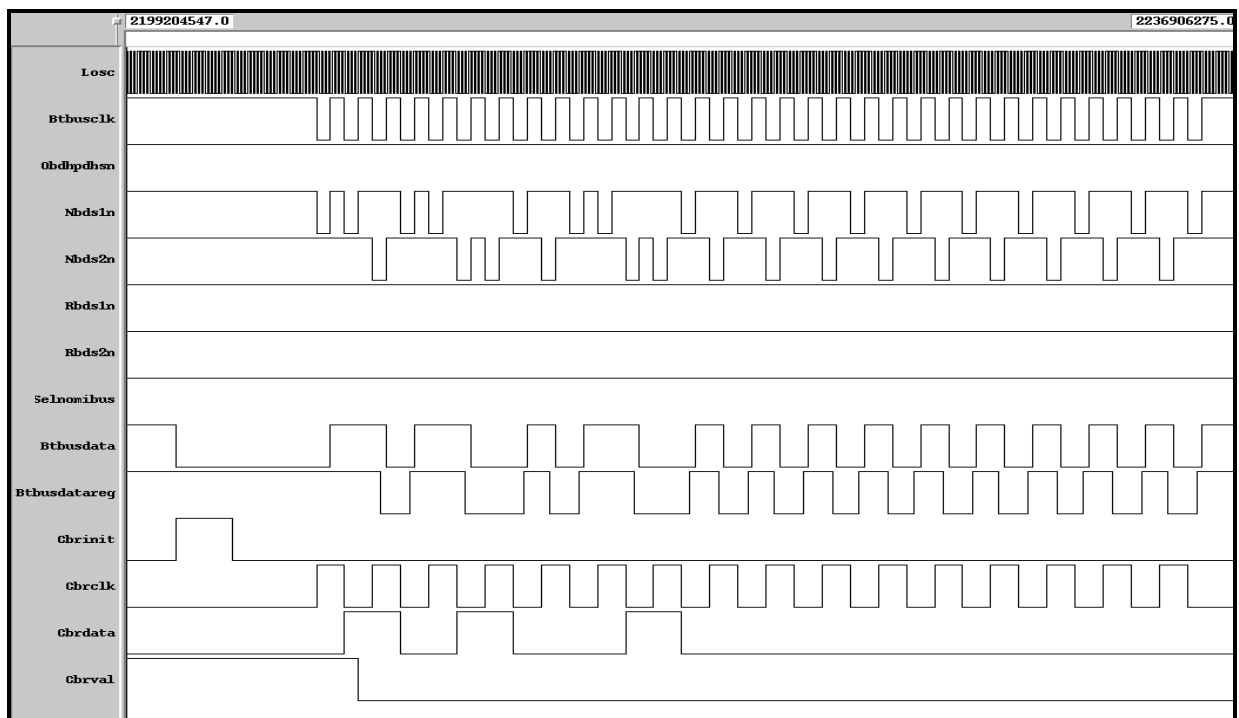 2199204547.0 2236906275.0
Losc
Btbusclk
Obdhpdhsn
Nbds1n
Nbds2n
Rbds1n
Rbds2n
Selnomibus
Btbusdata
Btbusdatareg
Cbrinit
Cbrclk
Cbrdata
Cbrval